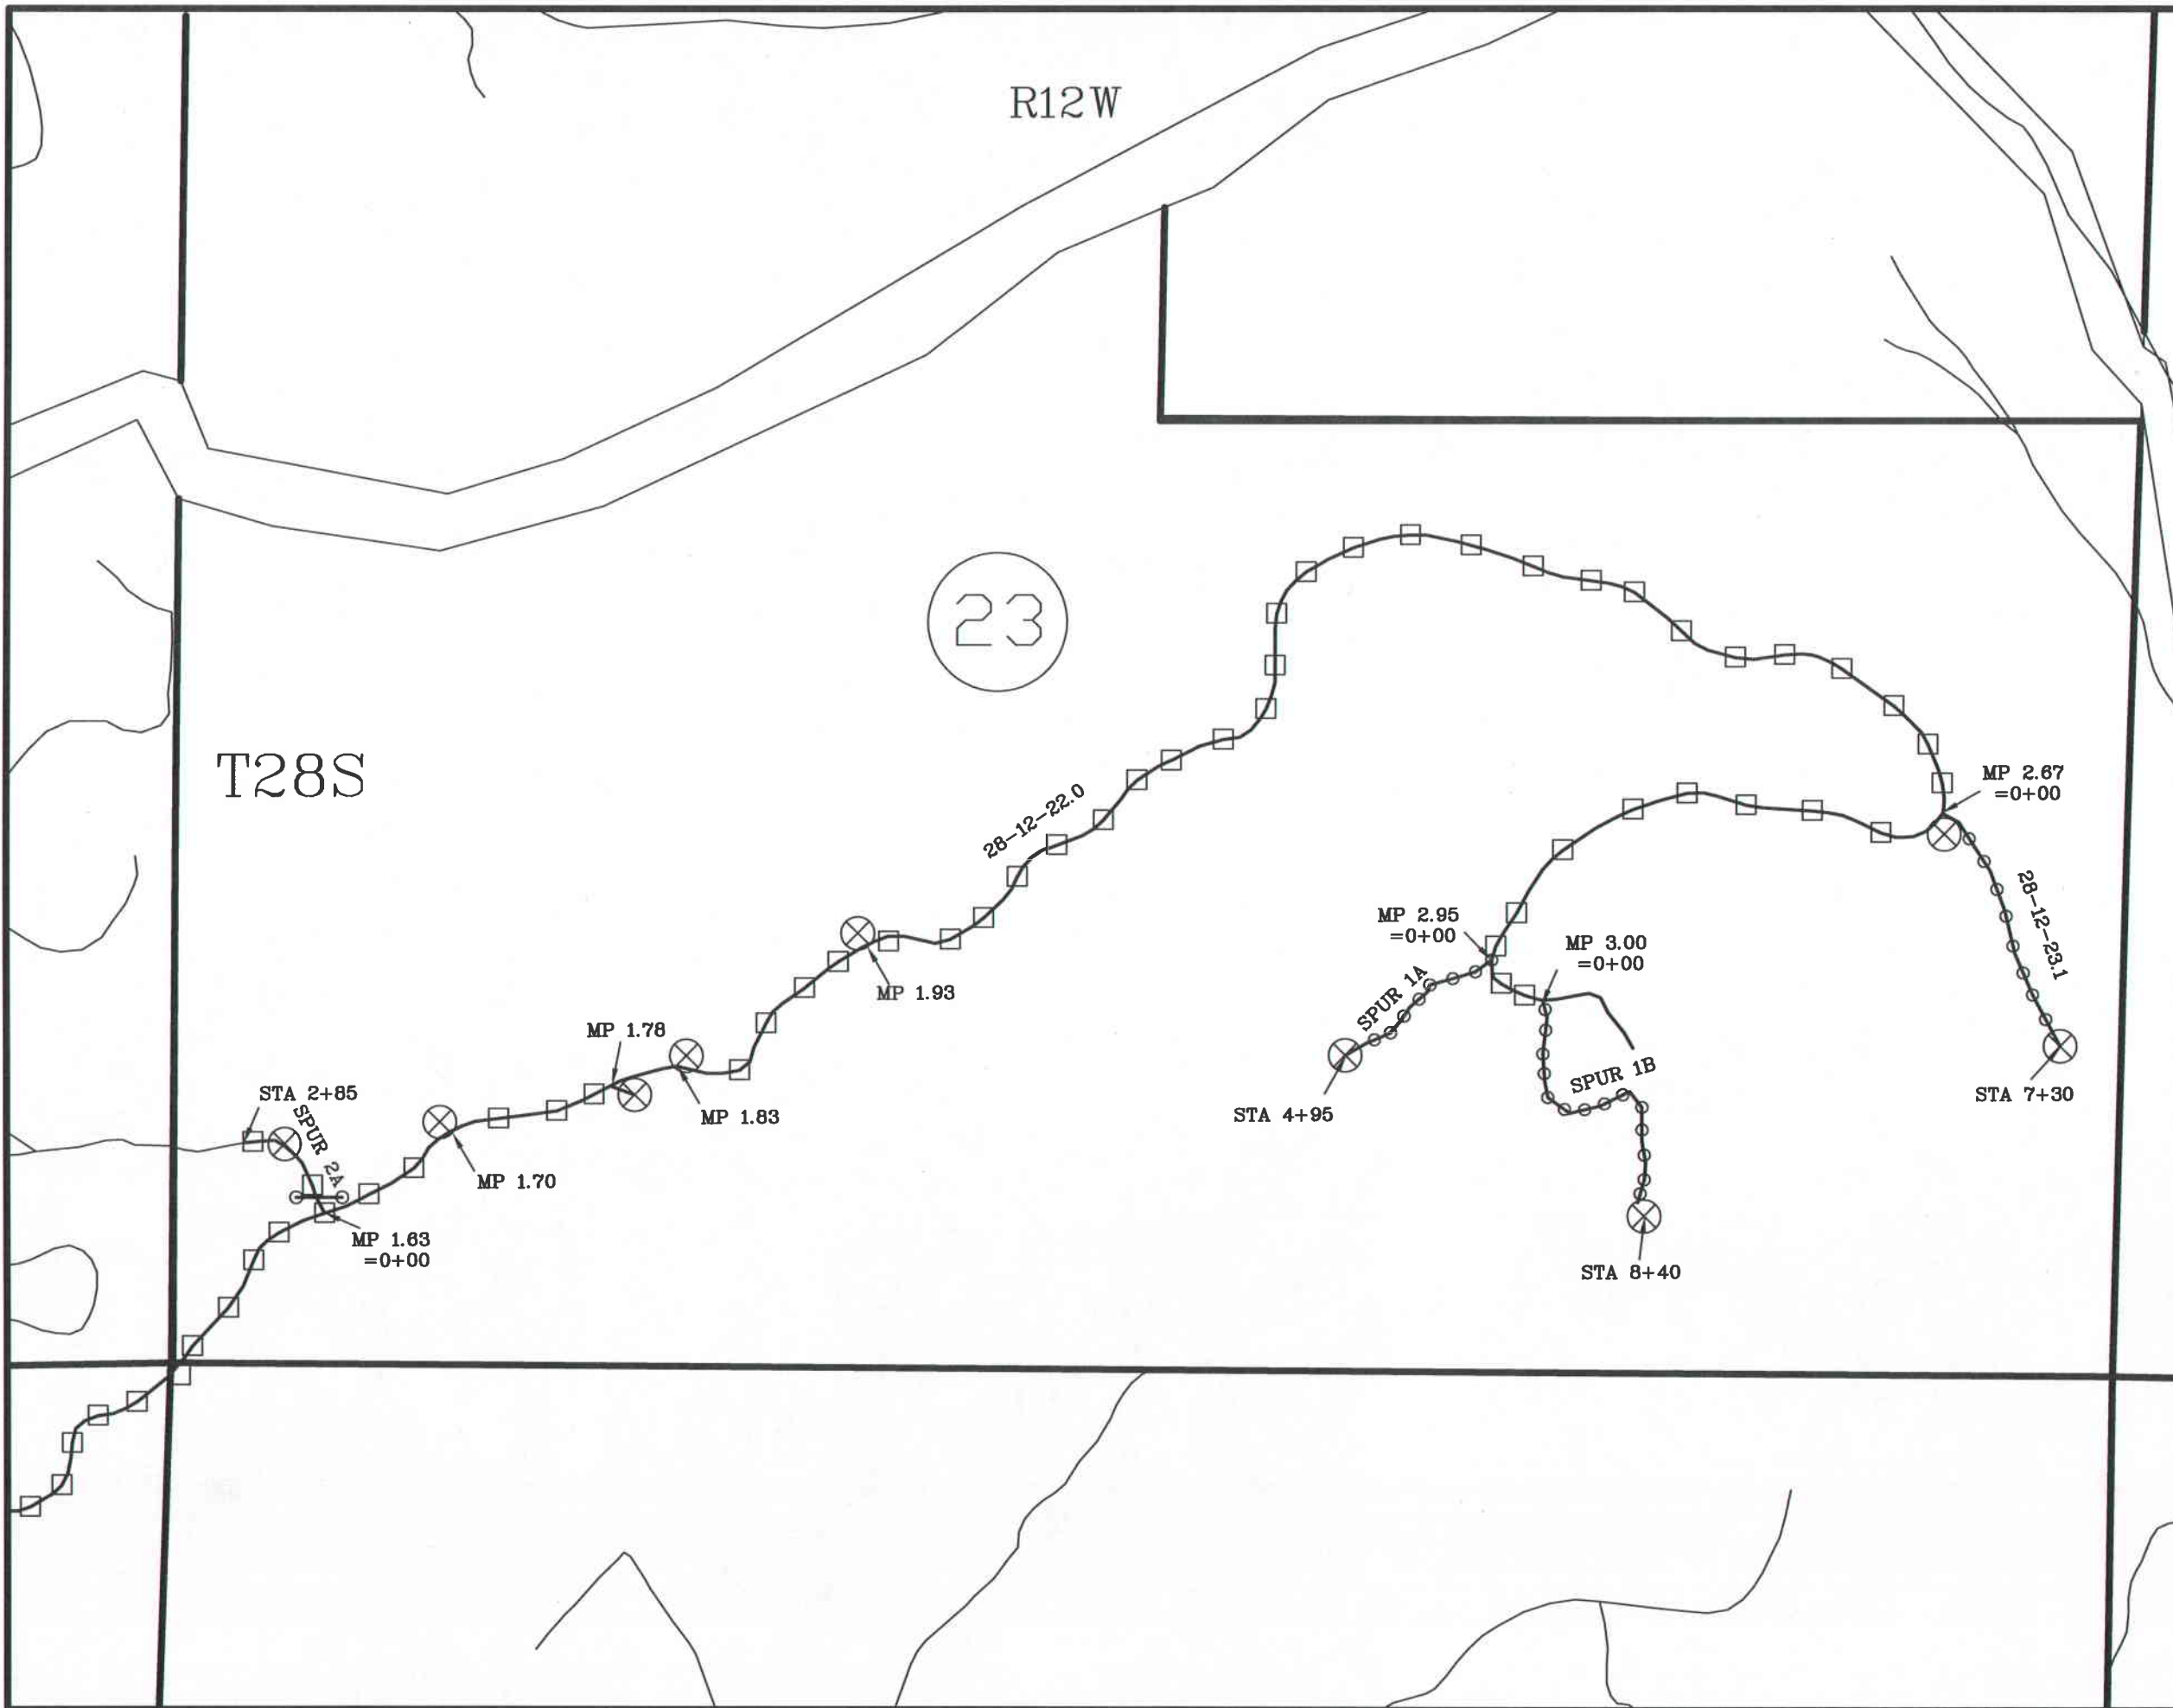 R12W
23
T28S
28-12-22.0
MP 2.67
=0+00
28-12-23.1
MP 2.95
=0+00
MP 3.00
=0+00
SPUR 1A
MP 1.93
MP 1.78
SPUR 1B
STA 2+85
SPUR 2A
MP 1.83
STA 4+95
STA 7+30
MP 1.70
MP 1.63
=0+00
STA 8+40